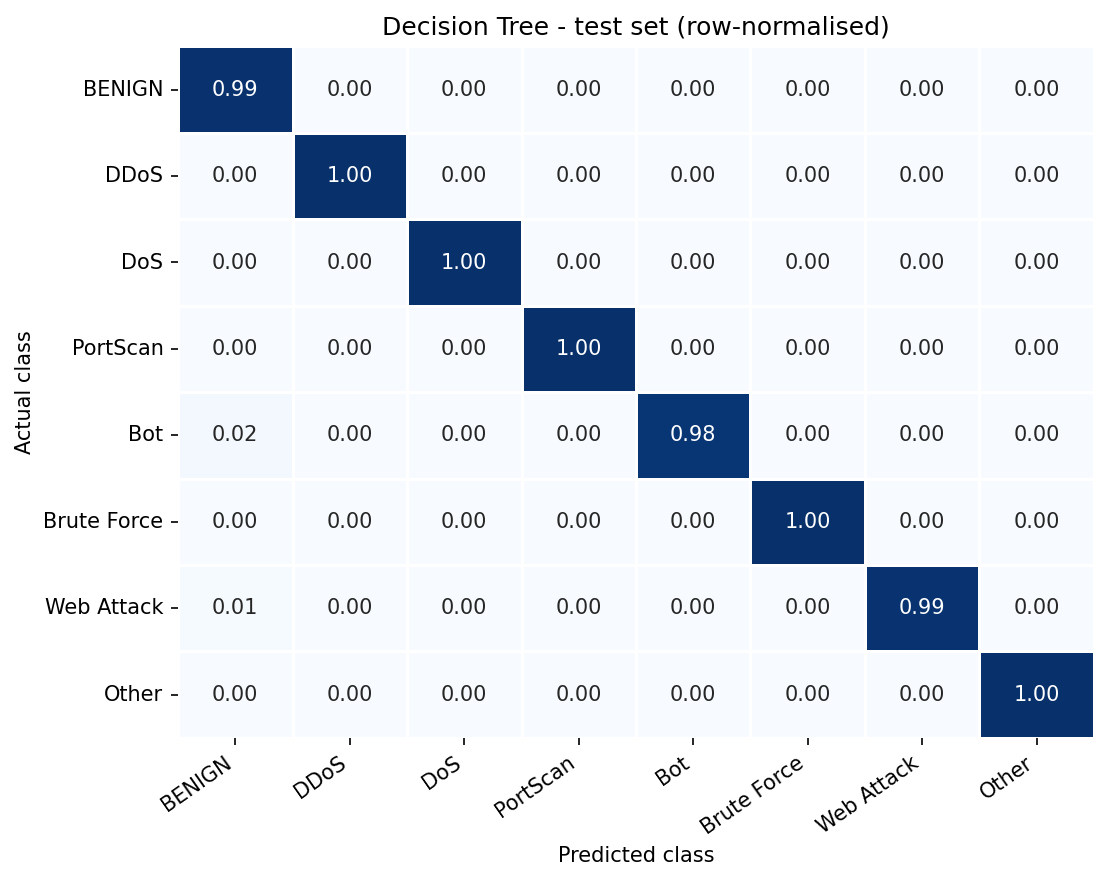 Decision Tree - test set (row-normalised)
BENIGN 0.99 0.00 0.00 0.00 0.00 0.00 0.00 0.00
DDoS 0.00 1.00 0.00 0.00 0.00 0.00 0.00 0.00
DoS 0.00 0.00 1.00 0.00 0.00 0.00 0.00 0.00
PortScan 0.00 0.00 0.00 1.00 0.00 0.00 0.00 0.00
Bot 0.02 0.00 0.00 0.00 0.98 0.00 0.00 0.00
Brute Force 0.00 0.00 0.00 0.00 0.00 1.00 0.00 0.00
Web Attack 0.01 0.00 0.00 0.00 0.00 0.00 0.99 0.00
Other 0.00 0.00 0.00 0.00 0.00 0.00 0.00 1.00
Actual class
BENIGN DDoS DoS PortScan Bot Brute Force Web Attack Other
Predicted class